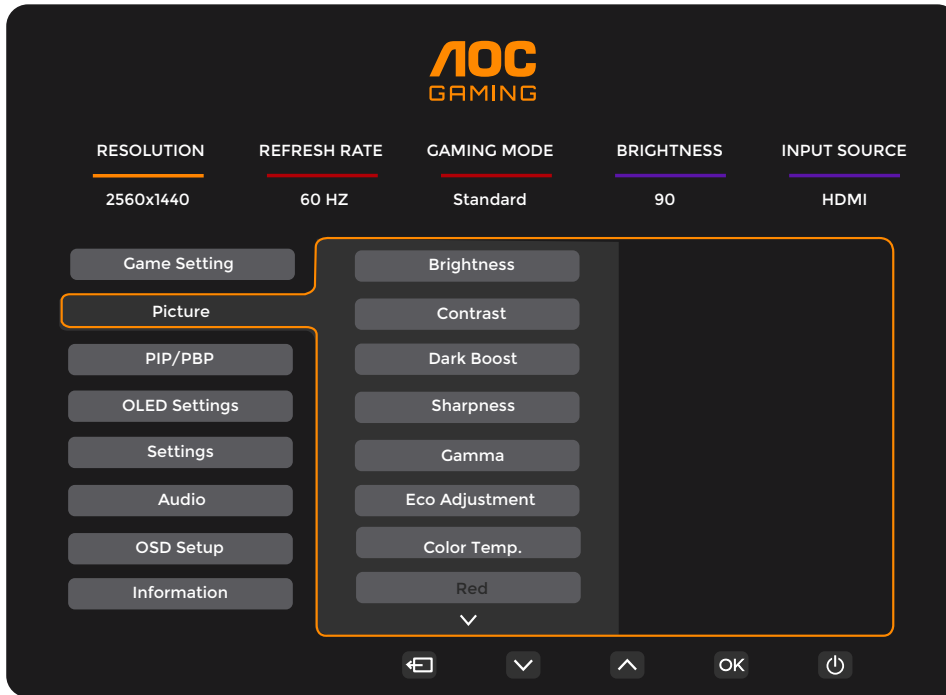 AOC
GAMING
RESOLUTION REFRESH RATE GAMING MODE BRIGHTNESS INPUT SOURCE
2560x1440 60 HZ Standard 90 HDMI
Game Setting
Picture
PIP/PBP
OLED Settings
Settings
Audio
OSD Setup
Information
Brightness
Contrast
Dark Boost
Sharpness
Gamma
Eco Adjustment
Color Temp.
Red
OK